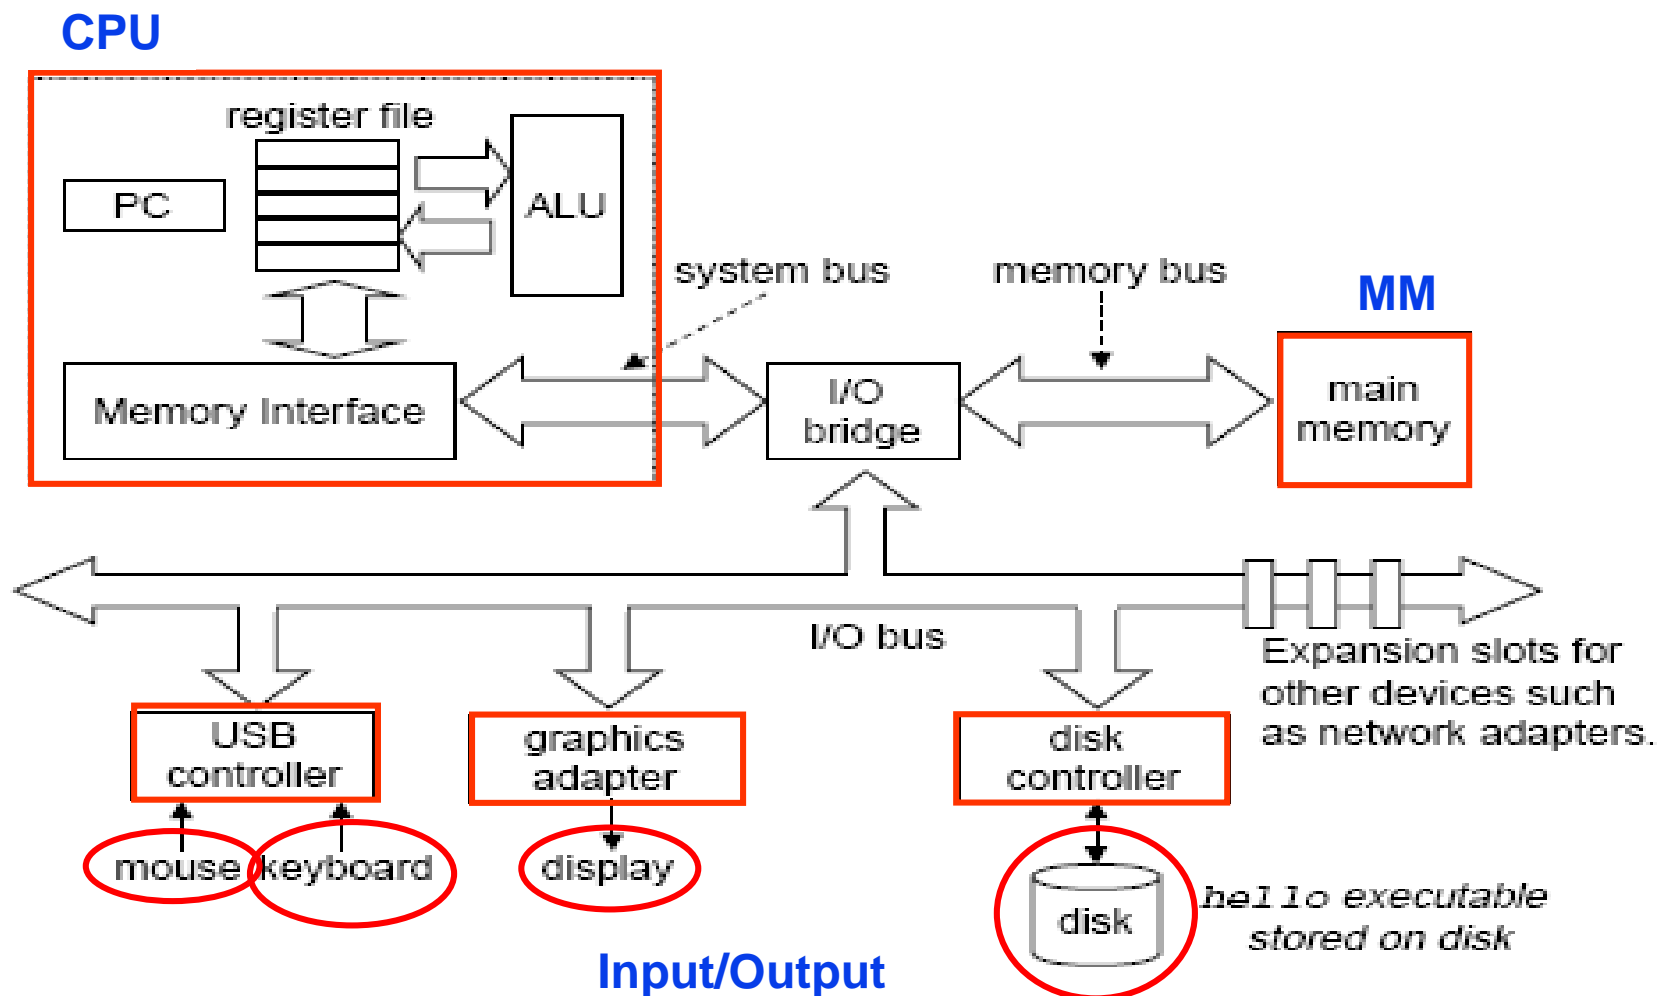 CPU
register file
PC
ALU
system bus
memory bus
MM
Memory Interface
I/O
bridge
main
memory
I/O bus
Expansion slots for
other devices such
as network adapters.
USB
controller
graphics
adapter
disk
controller
mouse
keyboard
display
disk
hello executable
stored on disk
Input/Output